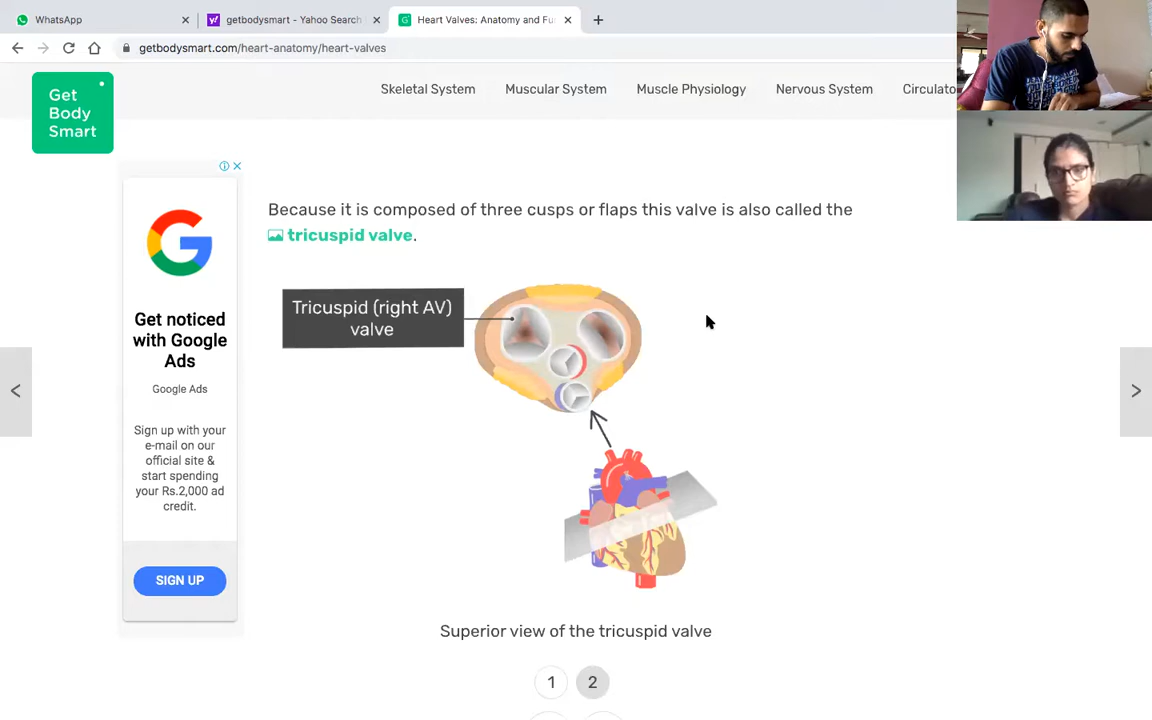 WhatsApp
getbodysmart - Yahoo Search
Heart Valves: Anatomy and Fu
getbodysmart.com/heart-anatomy/heart-valves
Get
Body
Smart
Skeletal System
Muscular System
Muscle Physiology
Nervous System
Circulato
Because it is composed of three cusps or flaps this valve is also called the
tricuspid valve.
Tricuspid (right AV)
valve
Get noticed
with Google
Ads
Google Ads
Sign up with your
e-mail on our
official site &
start spending
your Rs.2,000 ad
credit.
SIGN UP
Superior view of the tricuspid valve
1
2